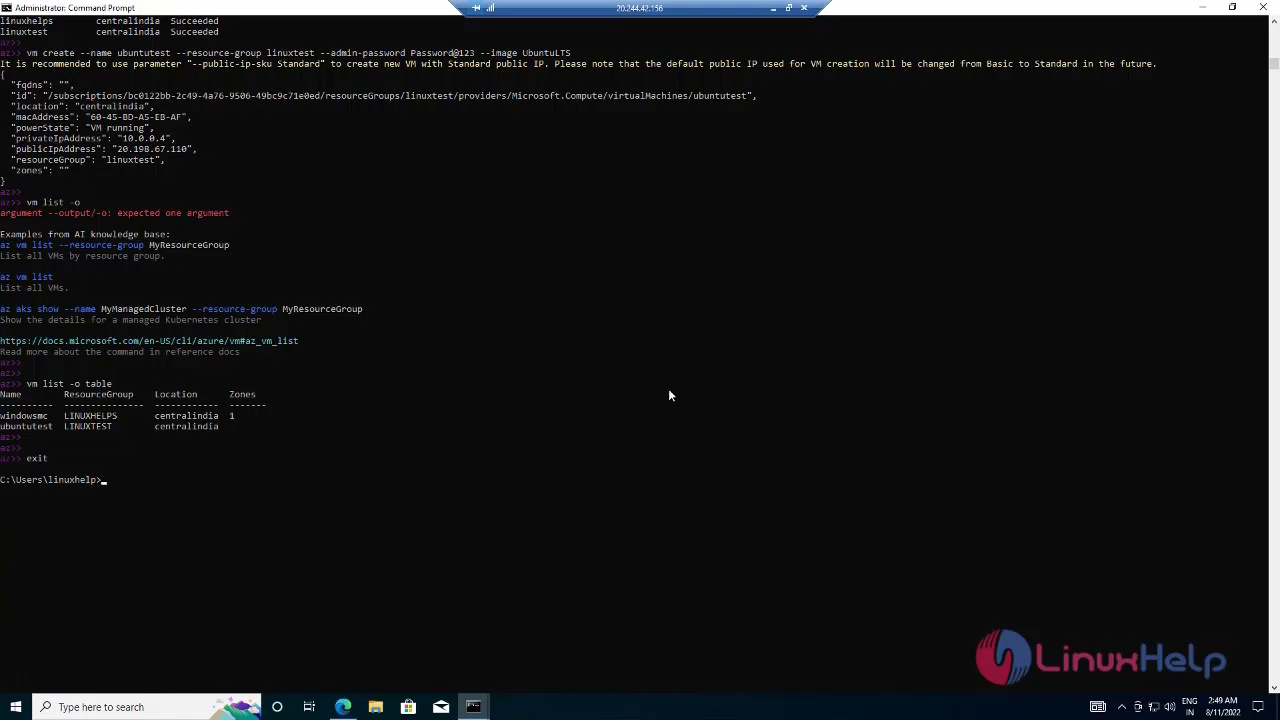 Administrator: Command Prompt
20.244.42.156
linuxhelps centralindia Succeeded
linuxtest centralindia Succeeded
az>>
az>> vm create --name ubuntutest --resource-group linuxtest --admin-password Password@123 --image UbuntuLTS
It is recommended to use parameter "--public-ip-sku Standard" to create new VM with Standard public IP. Please note that the default public IP used for VM creation will be changed from Basic to Standard in the future.
{
"fqdns": "",
"id": "/subscriptions/bc0122bb-2c49-4a76-9506-49bc9c71e0ed/resourceGroups/linuxtest/providers/Microsoft.Compute/virtualMachines/ubuntutest",
"location": "centralindia",
"macAddress": "60-45-BD-A5-EB-AF",
"powerState": "VM running",
"privateIpAddress": "10.0.0.4",
"publicIpAddress": "20.198.67.110",
"resourceGroup": "linuxtest",
"zones": ""
}
az>>
az>> vm list -o
argument --output/-o: expected one argument
Examples from AI knowledge base:
az vm list --resource-group MyResourceGroup
List all VMs by resource group.
az vm list
List all VMs.
az aks show --name MyManagedCluster --resource-group MyResourceGroup
Show the details for a managed Kubernetes cluster
https://docs.microsoft.com/en-US/cli/azure/vm#az_vm_list
Read more about the command in reference docs
az>>
az>>
az>> vm list -o table
Name ResourceGroup Location Zones
---------- --------------- ------------ -------
windowsmc LINUXHELPS centralindia 1
ubuntutest LINUXTEST centralindia
az>>
az>>
az>> exit
C:\Users\linuxhelp>_
LinuxHelp
Type here to search
ENG
IN
2:49 AM
8/11/2022